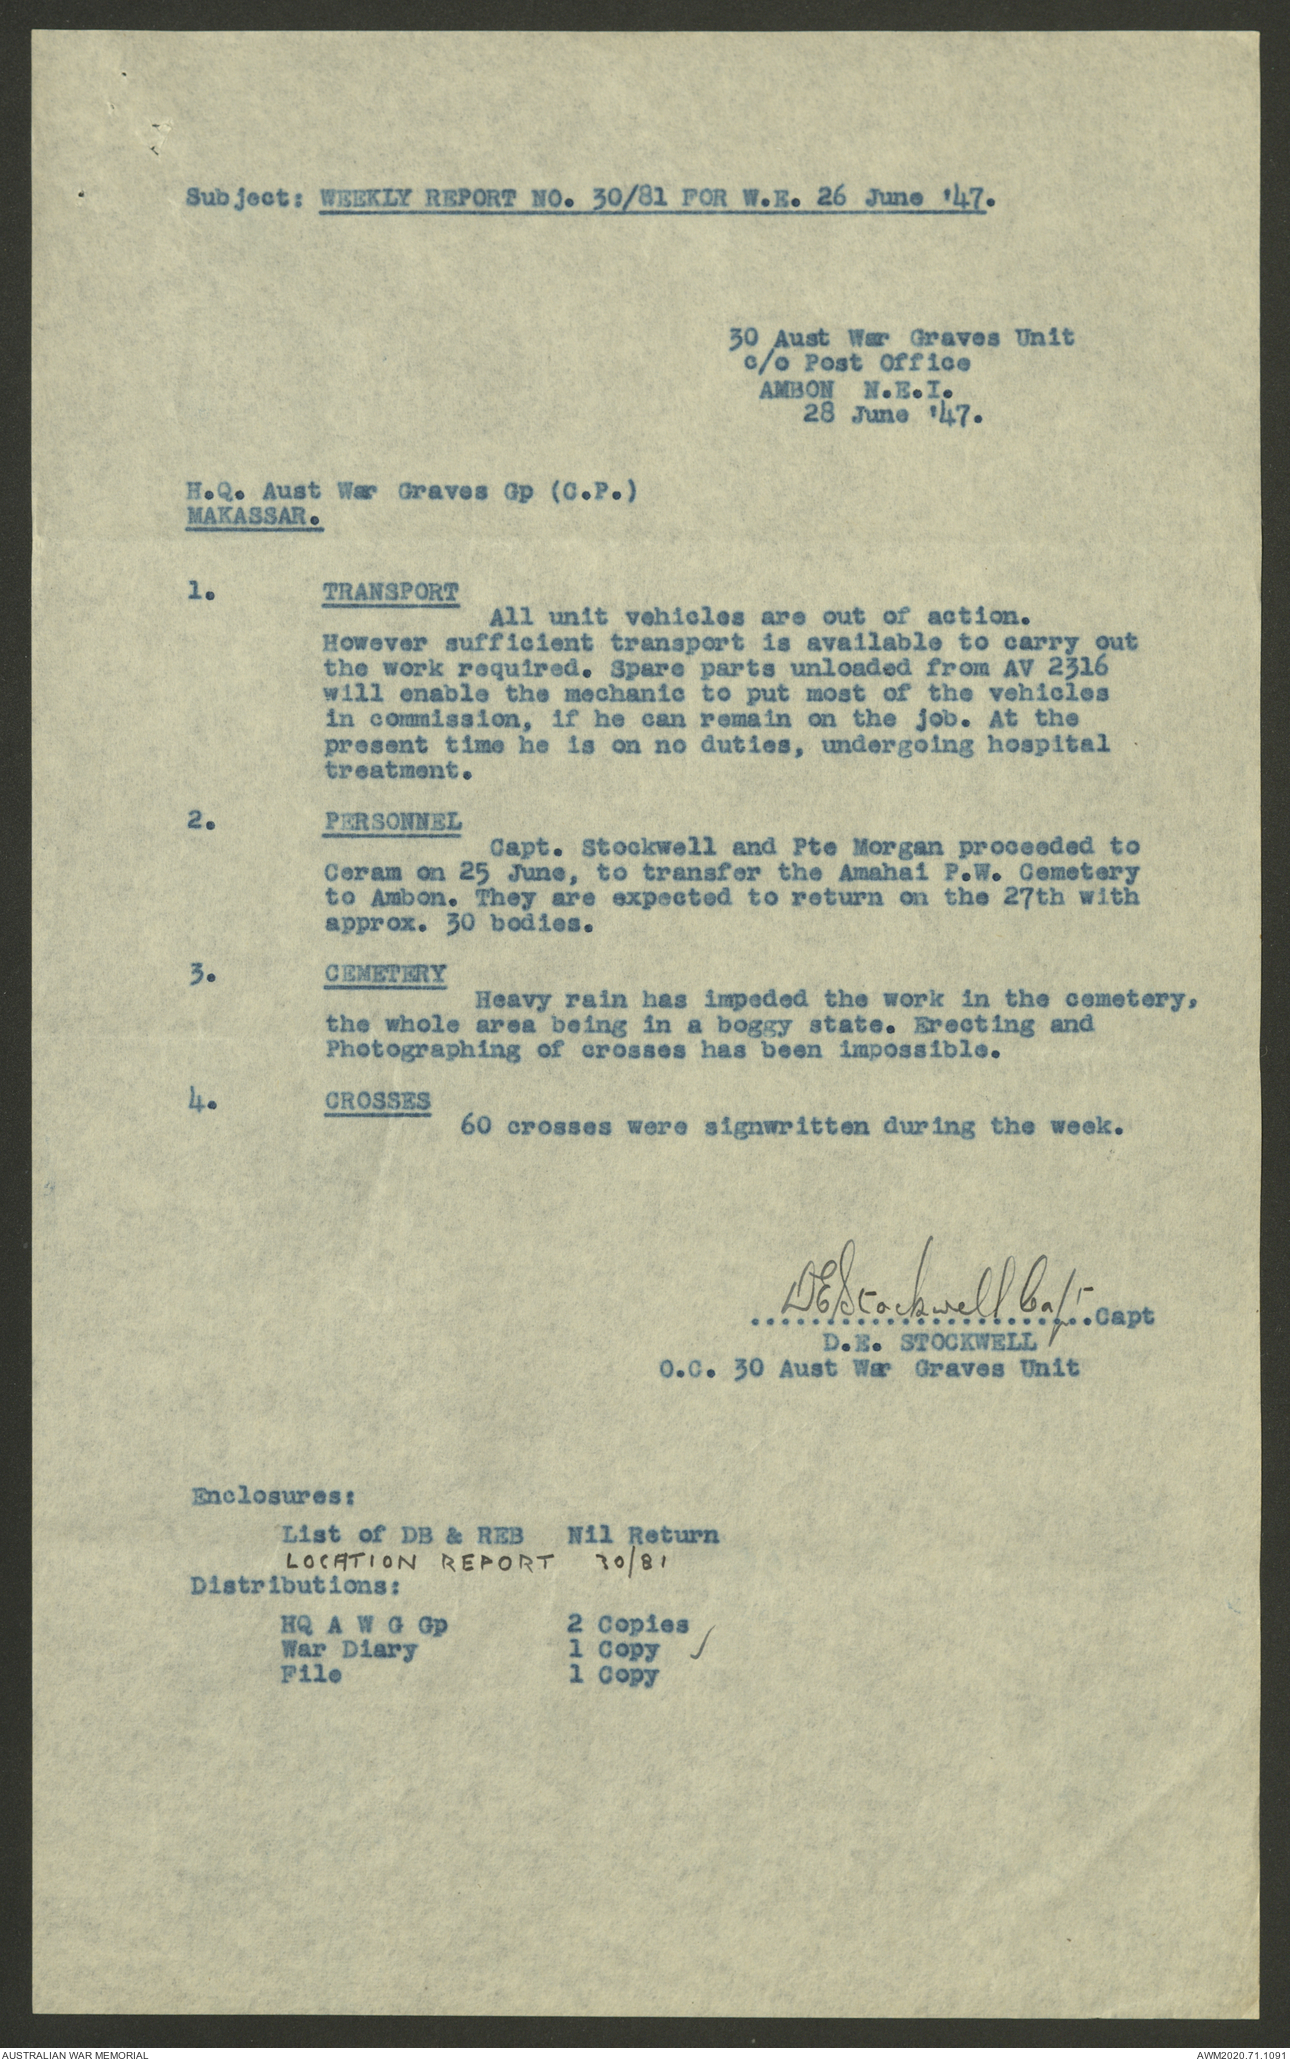 Subject: WEEKLY REPORT NO. 30/81 FOR W.E. 26 June '47.
30 Aust War Graves Unit
c/o Post Office
AMBON N.E.I.
28 June '47.
H.Q. Aust War Graves Gp (C.P.)
MAKASSAR.
1. TRANSPORT
All unit vehicles are out of action.
However sufficient transport is available to carry out
the work required. Spare parts unloaded from AV 2316
will enable the mechanic to put most of the vehicles
in commission, if he can remain on the job. At the
present time he is on no duties, undergoing hospital
treatment.
2. PERSONNEL
Capt. Stockwell and Pte Morgan proceeded to
Ceram on 25 June, to transfer the Amahai P.W. Cemetery
to Ambon. They are expected to return on the 27th with
approx. 30 bodies.
3. CEMETERY
Heavy rain has impeded the work in the cemetery,
the whole area being in a boggy state. Erecting and
Photographing of crosses has been impossible.
4. CROSSES
60 crosses were signwritten during the week.
DEStockwell Capt
.......................Capt
D.E. STOCKWELL
O.C. 30 Aust War Graves Unit
Enclosures:
List of DB & REB Nil Return
LOCATION REPORT 30/81
Distributions:
HQ A W G Gp 2 Copies
War Diary 1 Copy ✓
File 1 Copy
AUSTRALIAN WAR MEMORIAL AWM2020.71.1091